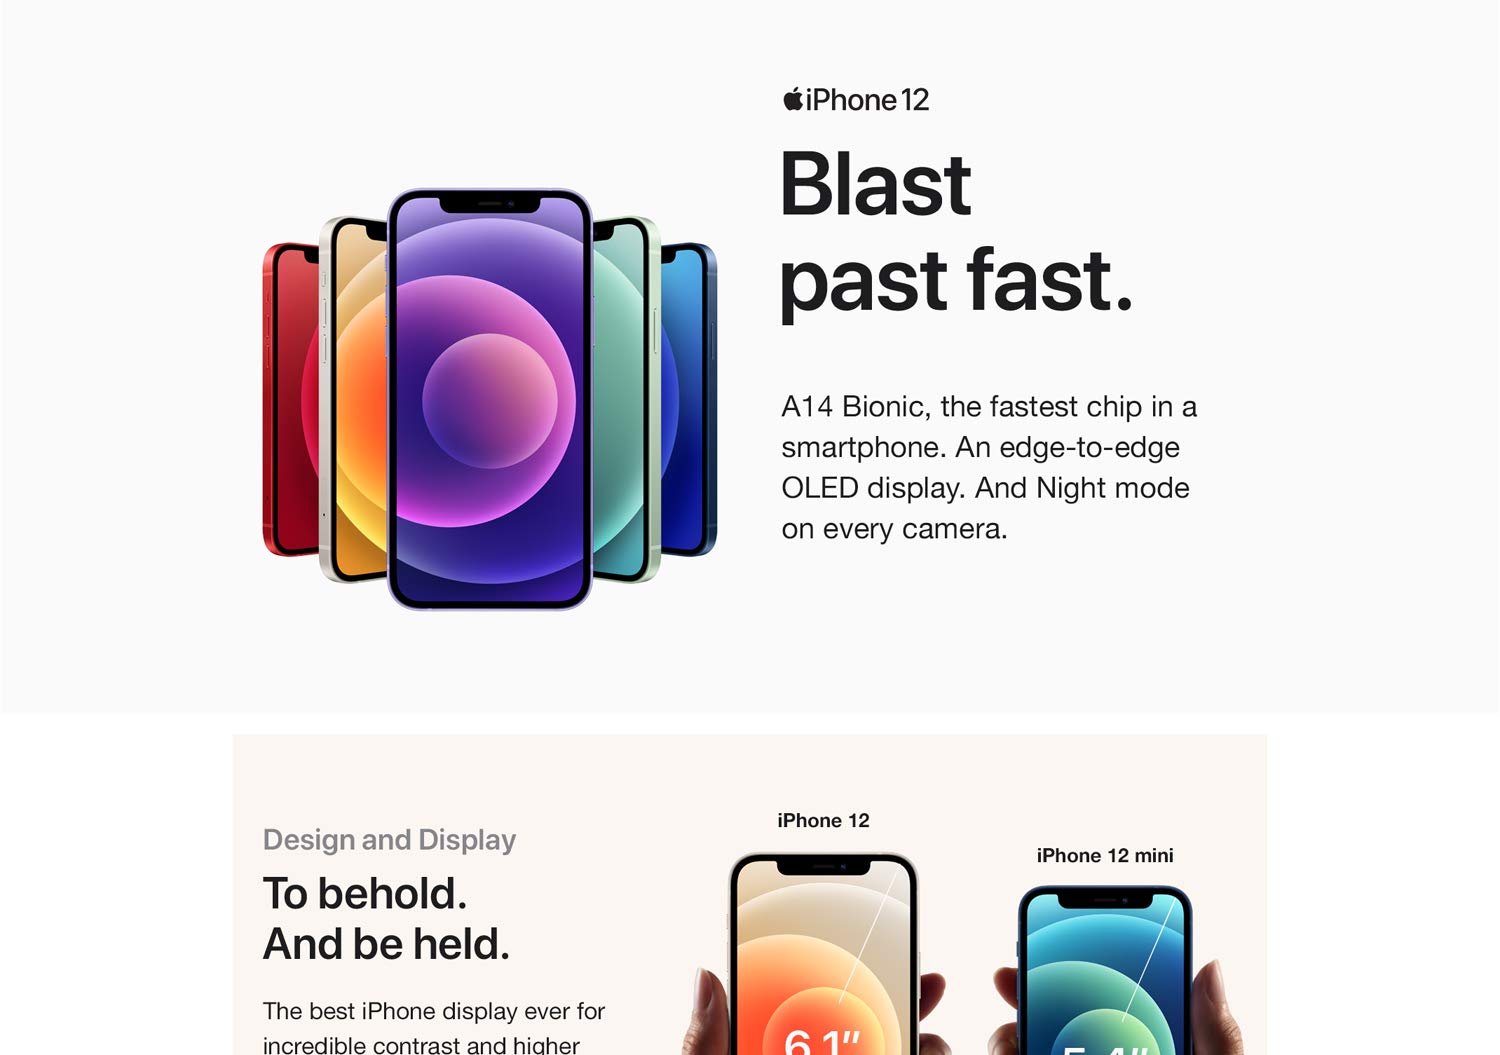 iPhone 12
Blast
past fast.
A14 Bionic, the fastest chip in a
smartphone. An edge-to-edge
OLED display. And Night mode
on every camera.
Design and Display
To behold.
And be held.
The best iPhone display ever for
incredible contrast and higher
iPhone 12
6.1″
iPhone 12 mini
5.4″